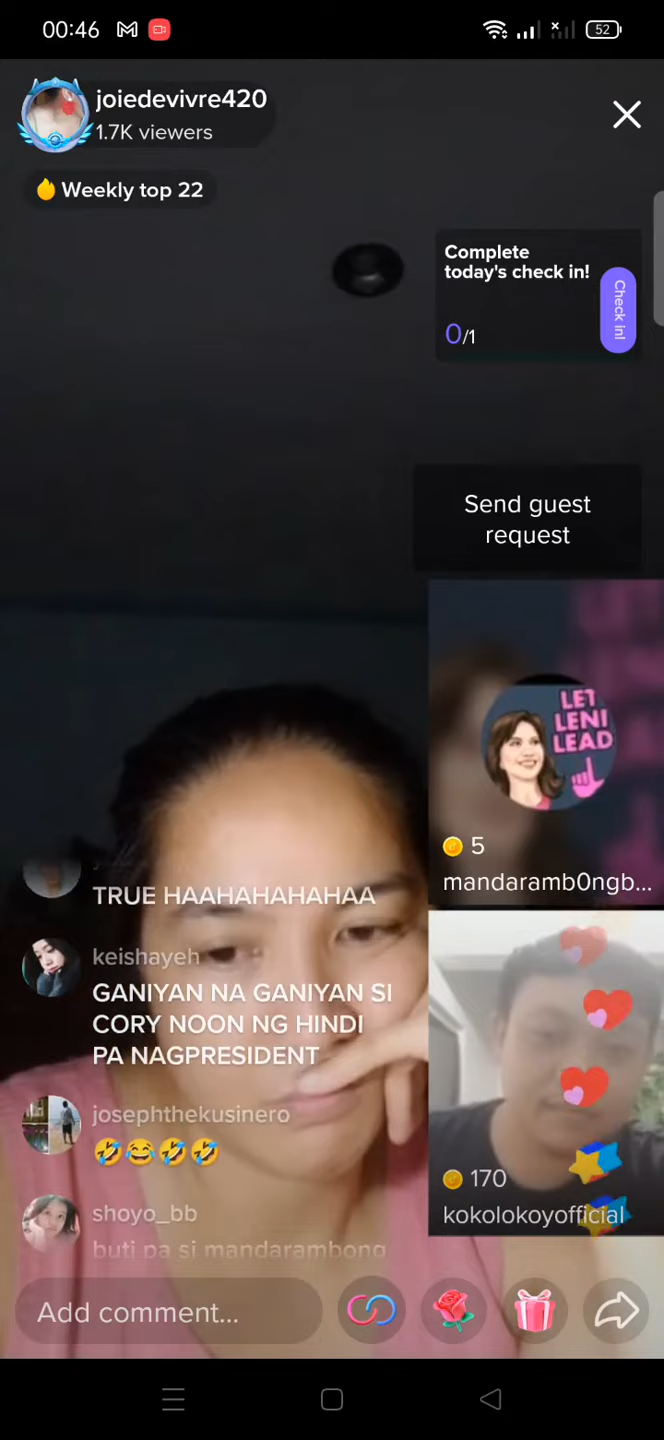 00:46
52
joiedevivre420
1.7K viewers
Weekly top 22
Complete
today's check in!
Check in!
0/1
Send guest
request
LET
LENI
LEAD
5
mandaramb0ngb...
TRUE HAAHAHAHAHAA
keishayeh
GANIYAN NA GANIYAN SI
CORY NOON NG HINDI
PA NAGPRESIDENT
josephthekusinero
🤣😂🤣🤣
170
kokolokoyofficial
shoyo_bb
buti pa si mandarambong
Add comment...